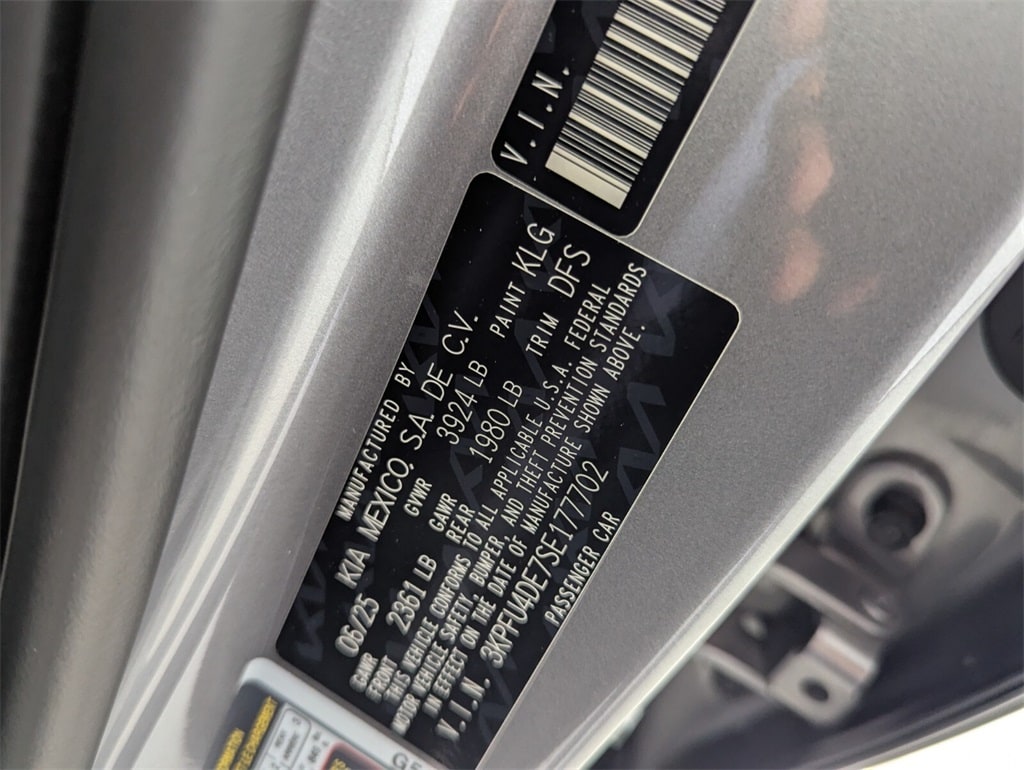 V.I.N.
MANUFACTURED BY
06/25 KIA MEXICO, S.A. DE C.V.
GVWR 3924 LB PAINT KLG
GAWR FRONT 2361 LB GAWR REAR 1980 LB TRIM DFS
THIS VEHICLE CONFORMS TO ALL APPLICABLE U.S.A. FEDERAL
MOTOR VEHICLE SAFETY, BUMPER, AND THEFT PREVENTION STANDARDS
IN EFFECT ON THE DATE OF MANUFACTURE SHOWN ABOVE.
V.I.N. 3KPFU4DE7SE177702
PASSENGER CAR